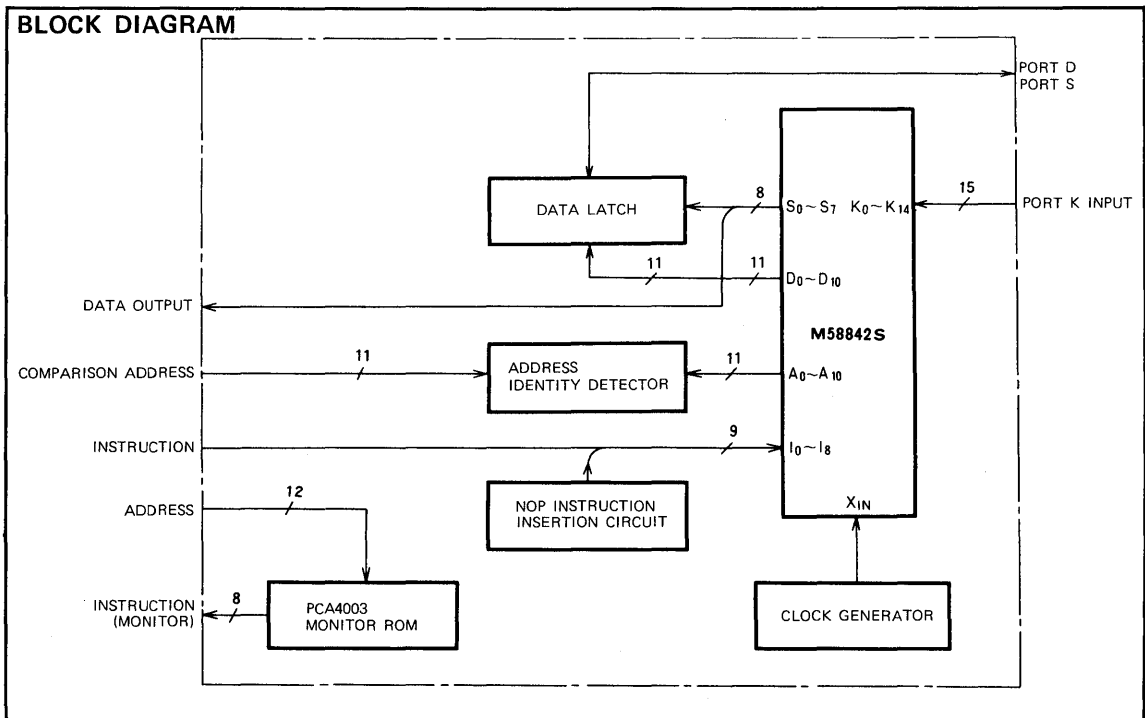 BLOCK DIAGRAM
PORT D
PORT S
DATA LATCH
8
S0~S7
K0~K14
15
PORT K INPUT
11
11
D0~D10
DATA OUTPUT
M58842S
COMPARISON ADDRESS
11
ADDRESS
IDENTITY DETECTOR
11
A0~A10
INSTRUCTION
9
I0~I8
NOP INSTRUCTION
INSERTION CIRCUIT
ADDRESS
12
XIN
INSTRUCTION
(MONITOR)
8
PCA4003
MONITOR ROM
CLOCK GENERATOR